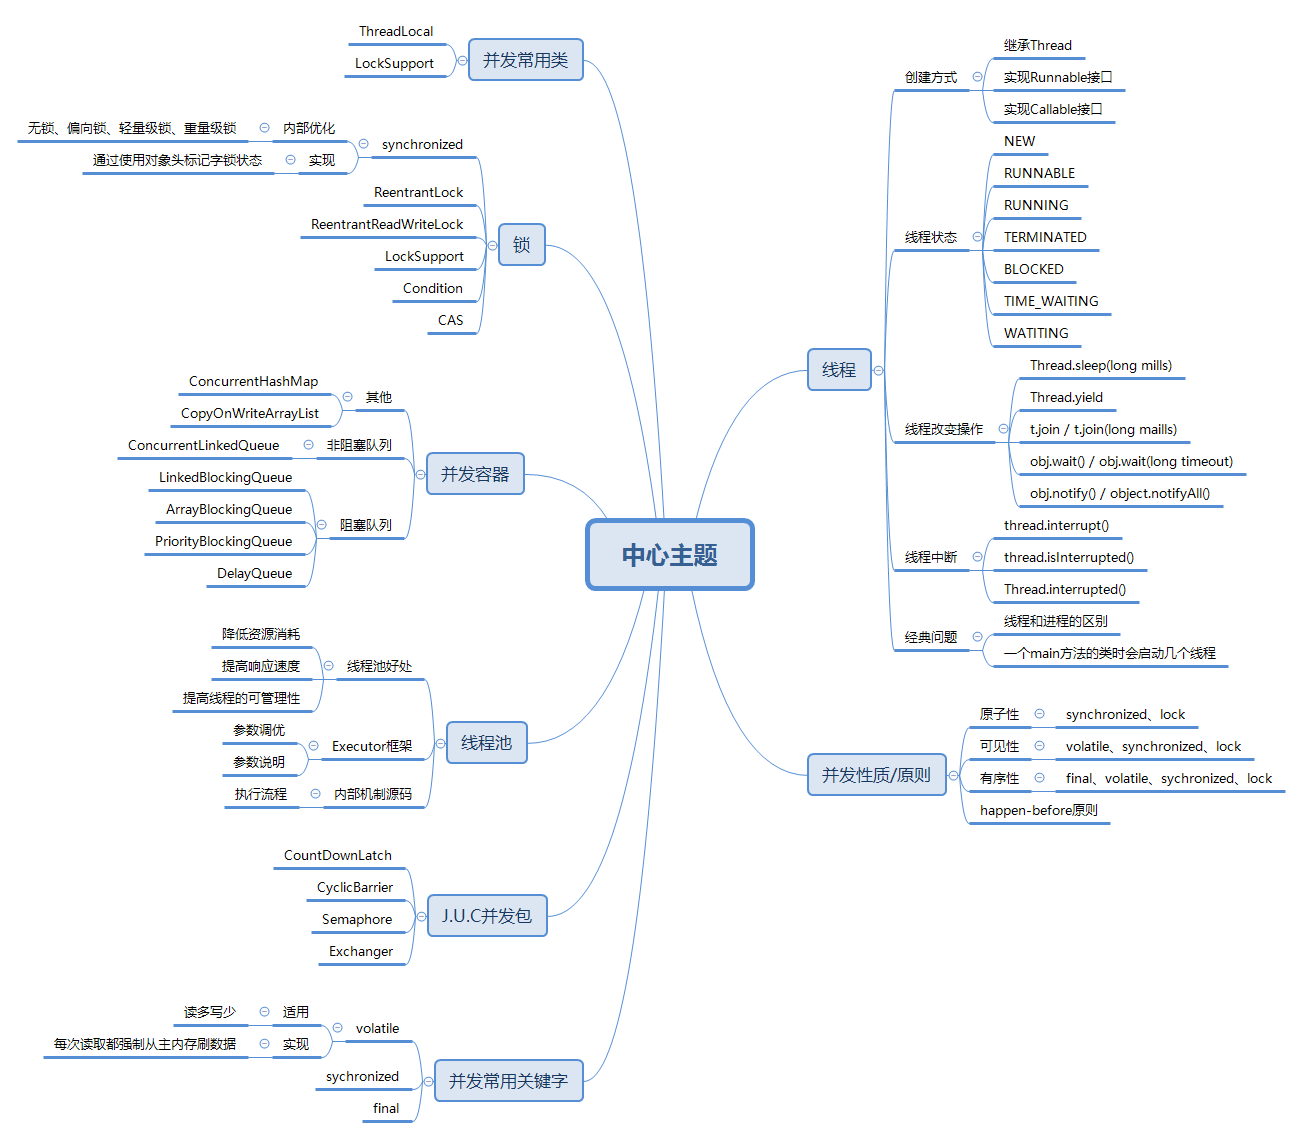 中心主题
并发常用类
ThreadLocal
LockSupport
锁
synchronized
内部优化
无锁、偏向锁、轻量级锁、重量级锁
实现
通过使用对象头标记字锁状态
ReentrantLock
ReentrantReadWriteLock
LockSupport
Condition
CAS
并发容器
其他
ConcurrentHashMap
CopyOnWriteArrayList
非阻塞队列
ConcurrentLinkedQueue
阻塞队列
LinkedBlockingQueue
ArrayBlockingQueue
PriorityBlockingQueue
DelayQueue
线程池
线程池好处
降低资源消耗
提高响应速度
提高线程的可管理性
Executor框架
参数调优
参数说明
内部机制源码
执行流程
J.U.C并发包
CountDownLatch
CyclicBarrier
Semaphore
Exchanger
并发常用关键字
volatile
适用
读多写少
实现
每次读取都强制从主内存刷数据
sychronized
final
线程
创建方式
继承Thread
实现Runnable接口
实现Callable接口
线程状态
NEW
RUNNABLE
RUNNING
TERMINATED
BLOCKED
TIME_WAITING
WATITING
线程改变操作
Thread.sleep(long mills)
Thread.yield
t.join / t.join(long maills)
obj.wait() / obj.wait(long timeout)
obj.notify() / object.notifyAll()
线程中断
thread.interrupt()
thread.isInterrupted()
Thread.interrupted()
经典问题
线程和进程的区别
一个main方法的类时会启动几个线程
并发性质/原则
原子性
synchronized、lock
可见性
volatile、synchronized、lock
有序性
final、volatile、sychronized、lock
happen-before原则